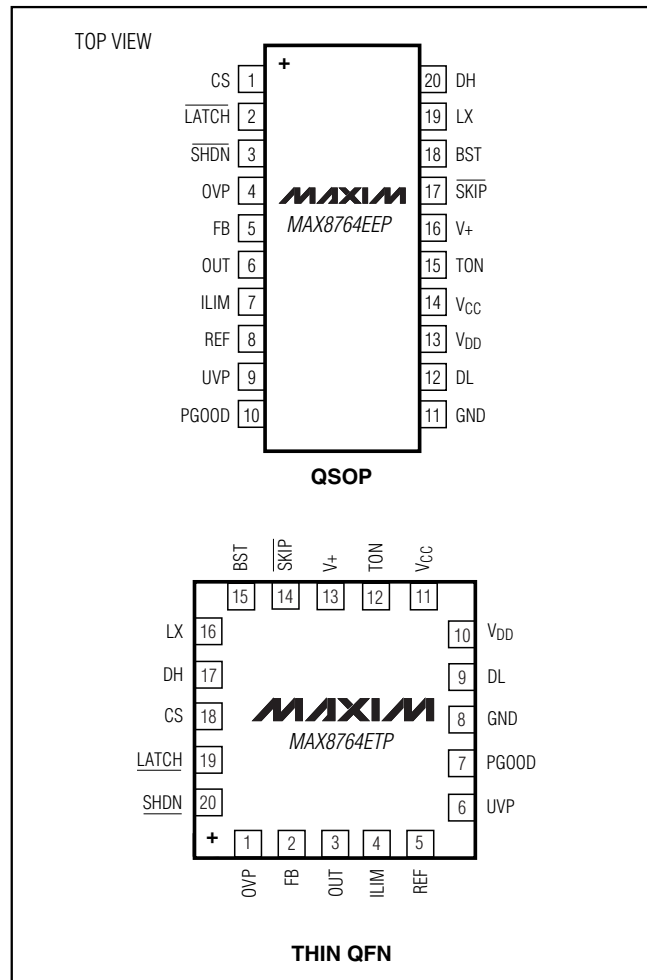 TOP VIEW
+
CS 1
LATCH 2
SHDN 3
OVP 4
FB 5
OUT 6
ILIM 7
REF 8
UVP 9
PGOOD 10
MAXIM
MAX8764EEP
20 DH
19 LX
18 BST
17 SKIP
16 V+
15 TON
14 VCC
13 VDD
12 DL
11 GND
QSOP
BST SKIP V+ TON VCC
15 14 13 12 11
LX 16
DH 17
CS 18
LATCH 19
SHDN 20
MAXIM
MAX8764ETP
10 VDD
9 DL
8 GND
7 PGOOD
6 UVP
+ 1 2 3 4 5
OVP FB OUT ILIM REF
THIN QFN